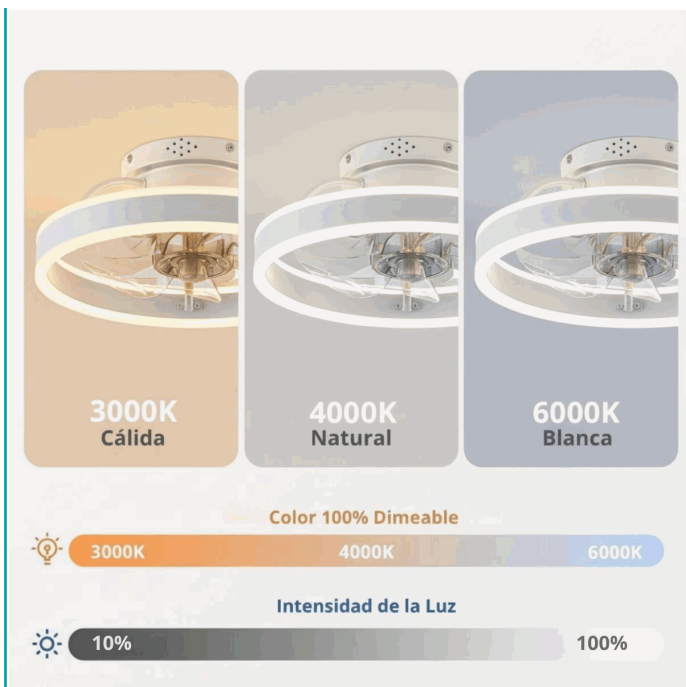 3000K
Cálida
4000K
Natural
6000K
Blanca
Color 100% Dimeable
3000K 4000K 6000K
Intensidad de la Luz
10% 100%